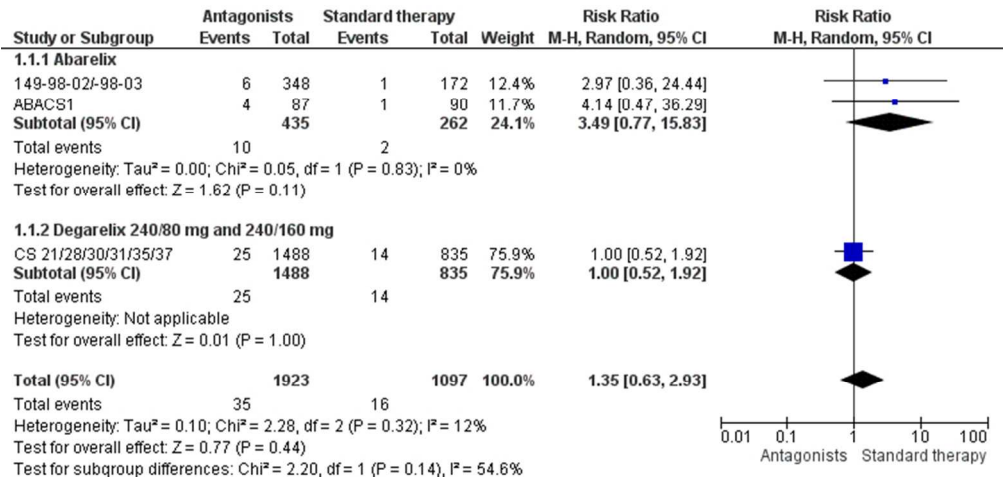 Antagonists Standard therapy Risk Ratio Risk Ratio
Study or Subgroup Events Total Events Total Weight M-H, Random, 95% CI M-H, Random, 95% CI
1.1.1 Abarelix
149-98-02/-98-03 6 348 1 172 12.4% 2.97 [0.36, 24.44]
ABACS1 4 87 1 90 11.7% 4.14 [0.47, 36.29]
Subtotal (95% CI) 435 262 24.1% 3.49 [0.77, 15.83]
Total events 10 2
Heterogeneity: Tau² = 0.00; Chi² = 0.05, df = 1 (P = 0.83); I² = 0%
Test for overall effect: Z = 1.62 (P = 0.11)
1.1.2 Degarelix 240/80 mg and 240/160 mg
CS 21/28/30/31/35/37 25 1488 14 835 75.9% 1.00 [0.52, 1.92]
Subtotal (95% CI) 1488 835 75.9% 1.00 [0.52, 1.92]
Total events 25 14
Heterogeneity: Not applicable
Test for overall effect: Z = 0.01 (P = 1.00)
Total (95% CI) 1923 1097 100.0% 1.35 [0.63, 2.93]
Total events 35 16
Heterogeneity: Tau² = 0.10; Chi² = 2.28, df = 2 (P = 0.32); I² = 12%
Test for overall effect: Z = 0.77 (P = 0.44)
Test for subgroup differences: Chi² = 2.20, df = 1 (P = 0.14), I² = 54.6%
0.01 0.1 1 10 100
Antagonists Standard therapy